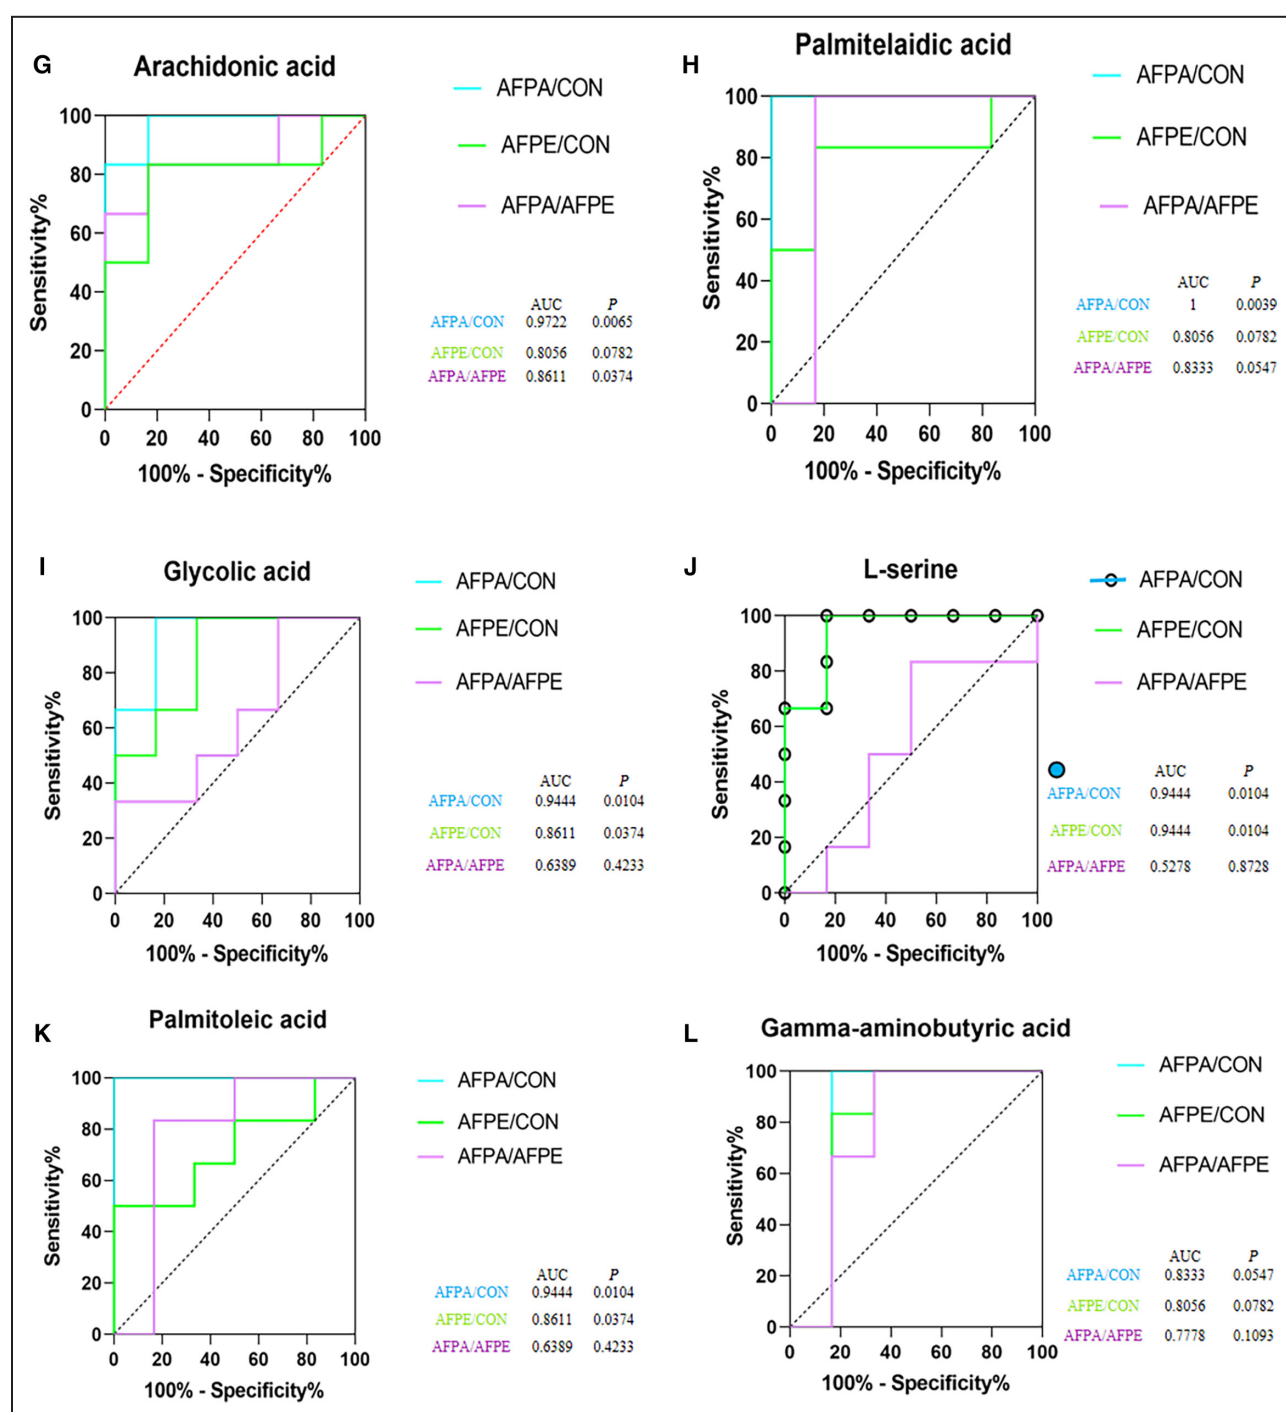 G
Arachidonic acid
AFPA/CON
AFPE/CON
AFPA/AFPE
100
80
60
40
20
0
Sensitivity%
0 20 40 60 80 100
100% - Specificity%
AUC P
AFPA/CON 0.9722 0.0065
AFPE/CON 0.8056 0.0782
AFPA/AFPE 0.8611 0.0374
H
Palmitelaidic acid
AFPA/CON
AFPE/CON
AFPA/AFPE
100
80
60
40
20
0
Sensitivity%
0 20 40 60 80 100
100% - Specificity%
AUC P
AFPA/CON 1 0.0039
AFPE/CON 0.8056 0.0782
AFPA/AFPE 0.8333 0.0547
I
Glycolic acid
AFPA/CON
AFPE/CON
AFPA/AFPE
100
80
60
40
20
0
Sensitivity%
0 20 40 60 80 100
100% - Specificity%
AUC P
AFPA/CON 0.9444 0.0104
AFPE/CON 0.8611 0.0374
AFPA/AFPE 0.6389 0.4233
J
L-serine
AFPA/CON
AFPE/CON
AFPA/AFPE
100
80
60
40
20
0
Sensitivity%
0 20 40 60 80 100
100% - Specificity%
AUC P
AFPA/CON 0.9444 0.0104
AFPE/CON 0.9444 0.0104
AFPA/AFPE 0.5278 0.8728
K
Palmitoleic acid
AFPA/CON
AFPE/CON
AFPA/AFPE
100
80
60
40
20
0
Sensitivity%
0 20 40 60 80 100
100% - Specificity%
AUC P
AFPA/CON 0.9444 0.0104
AFPE/CON 0.8611 0.0374
AFPA/AFPE 0.6389 0.4233
L
Gamma-aminobutyric acid
AFPA/CON
AFPE/CON
AFPA/AFPE
100
80
60
40
20
0
Sensitivity%
0 20 40 60 80 100
100% - Specificity%
AUC P
AFPA/CON 0.8333 0.0547
AFPE/CON 0.8056 0.0782
AFPA/AFPE 0.7778 0.1093